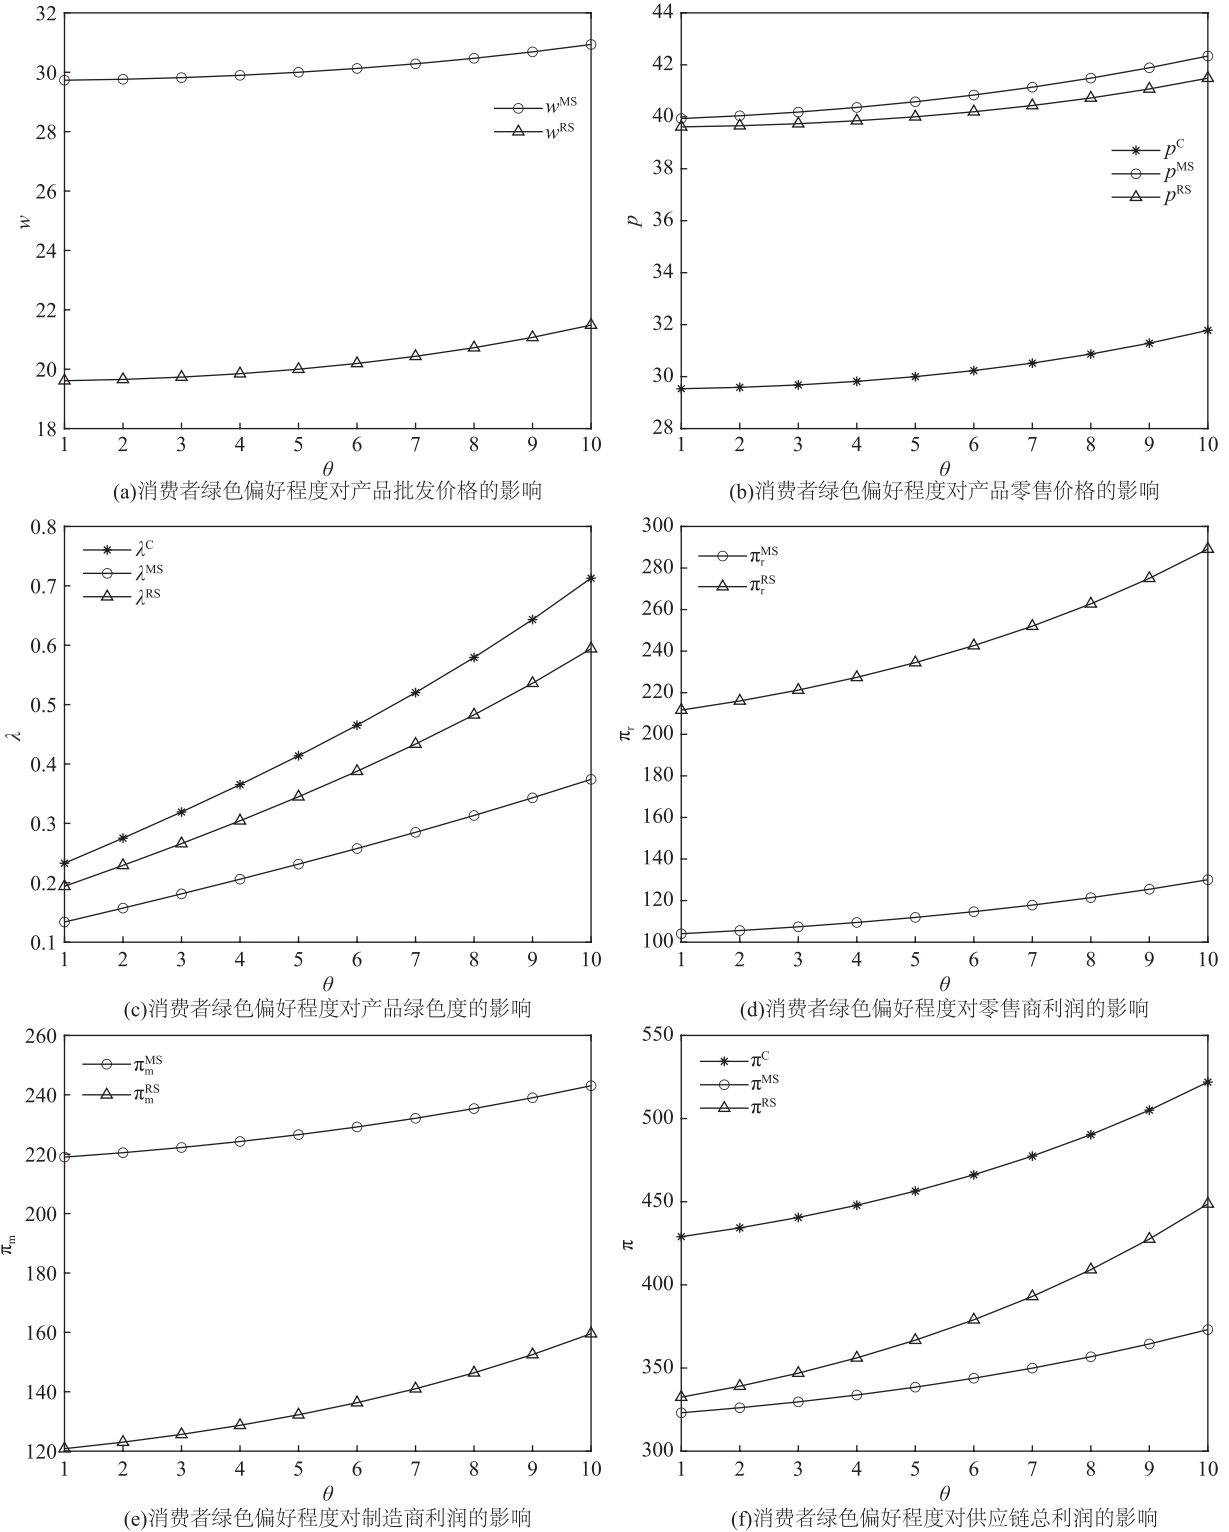 32
30
28
26
24
22
20
18
w
w^MS
w^RS
1 2 3 4 5 6 7 8 9 10
θ
(a)消费者绿色偏好程度对产品批发价格的影响
44
42
40
38
36
34
32
30
28
p
p^C
p^MS
p^RS
1 2 3 4 5 6 7 8 9 10
θ
(b)消费者绿色偏好程度对产品零售价格的影响
0.8
0.7
0.6
0.5
0.4
0.3
0.2
0.1
λ
λ^C
λ^MS
λ^RS
1 2 3 4 5 6 7 8 9 10
θ
(c)消费者绿色偏好程度对产品绿色度的影响
300
280
260
240
220
200
180
160
140
120
100
π_r
π_r^MS
π_r^RS
1 2 3 4 5 6 7 8 9 10
θ
(d)消费者绿色偏好程度对零售商利润的影响
260
240
220
200
180
160
140
120
π_m
π_m^MS
π_m^RS
1 2 3 4 5 6 7 8 9 10
θ
(e)消费者绿色偏好程度对制造商利润的影响
550
500
450
400
350
300
π
π^C
π^MS
π^RS
1 2 3 4 5 6 7 8 9 10
θ
(f)消费者绿色偏好程度对供应链总利润的影响